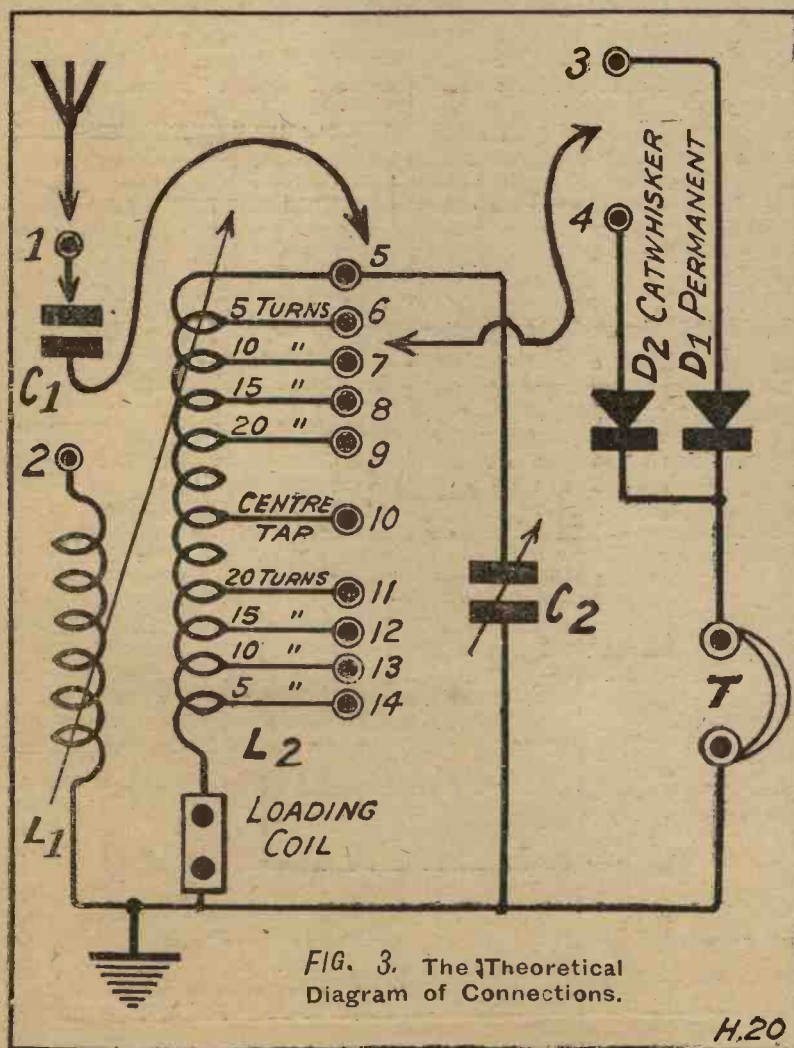 3
4
D2 CATWHISKER
D1 PERMANENT
1
C1
2
5
5 TURNS 6
10 " 7
15 " 8
20 " 9
CENTRE
TAP 10
20 TURNS 11
15 " 12
10 " 13
5 " 14
C2
T
L2
L1
LOADING
COIL
FIG. 3. The Theoretical
Diagram of Connections.
H.20